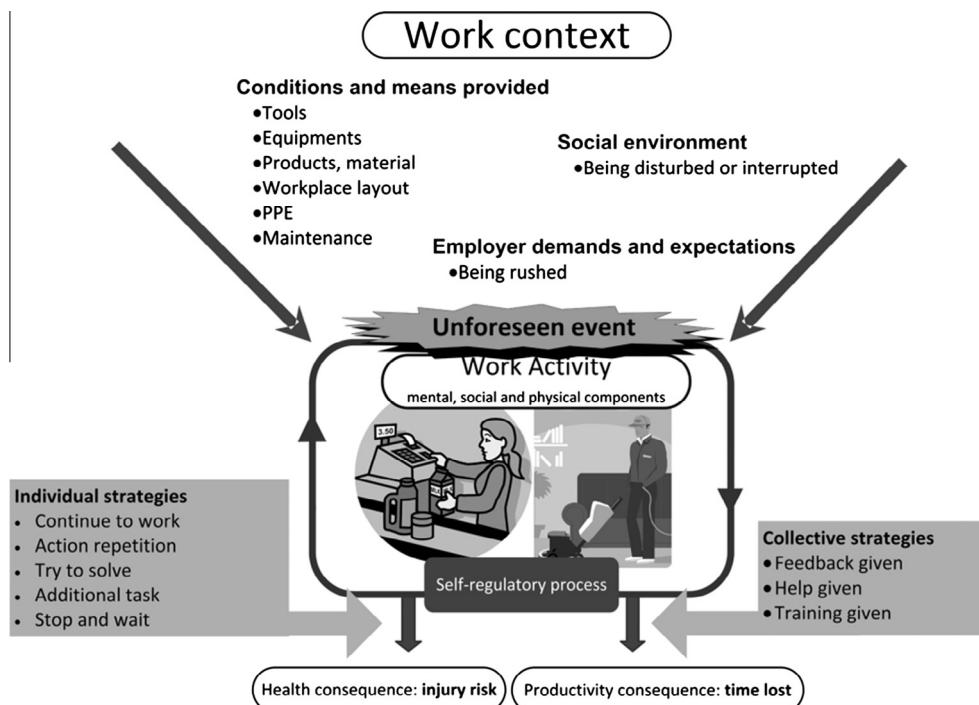 Work context
Conditions and means provided
•Tools
•Equipments
•Products, material
•Workplace layout
•PPE
•Maintenance
Social environment
•Being disturbed or interrupted
Employer demands and expectations
•Being rushed
Unforeseen event
Work Activity
mental, social and physical components
3.50
Individual strategies
• Continue to work
• Action repetition
• Try to solve
• Additional task
• Stop and wait
Collective strategies
•Feedback given
•Help given
•Training given
Self-regulatory process
Health consequence: injury risk
Productivity consequence: time lost